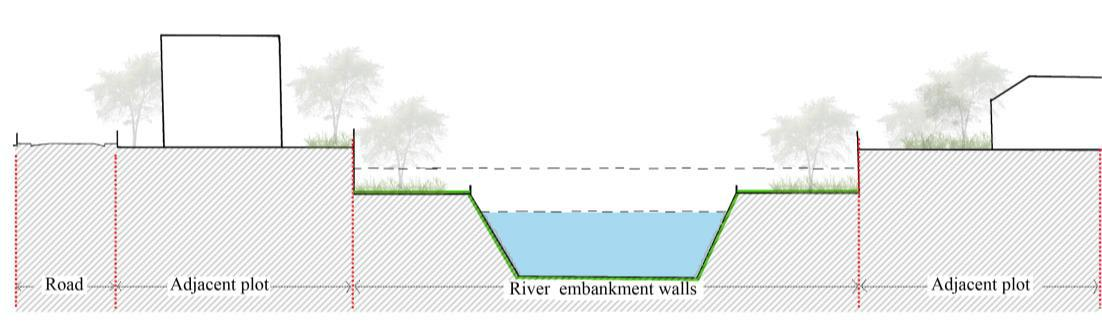 Road
Adjacent plot
River embankment walls
Adjacent plot